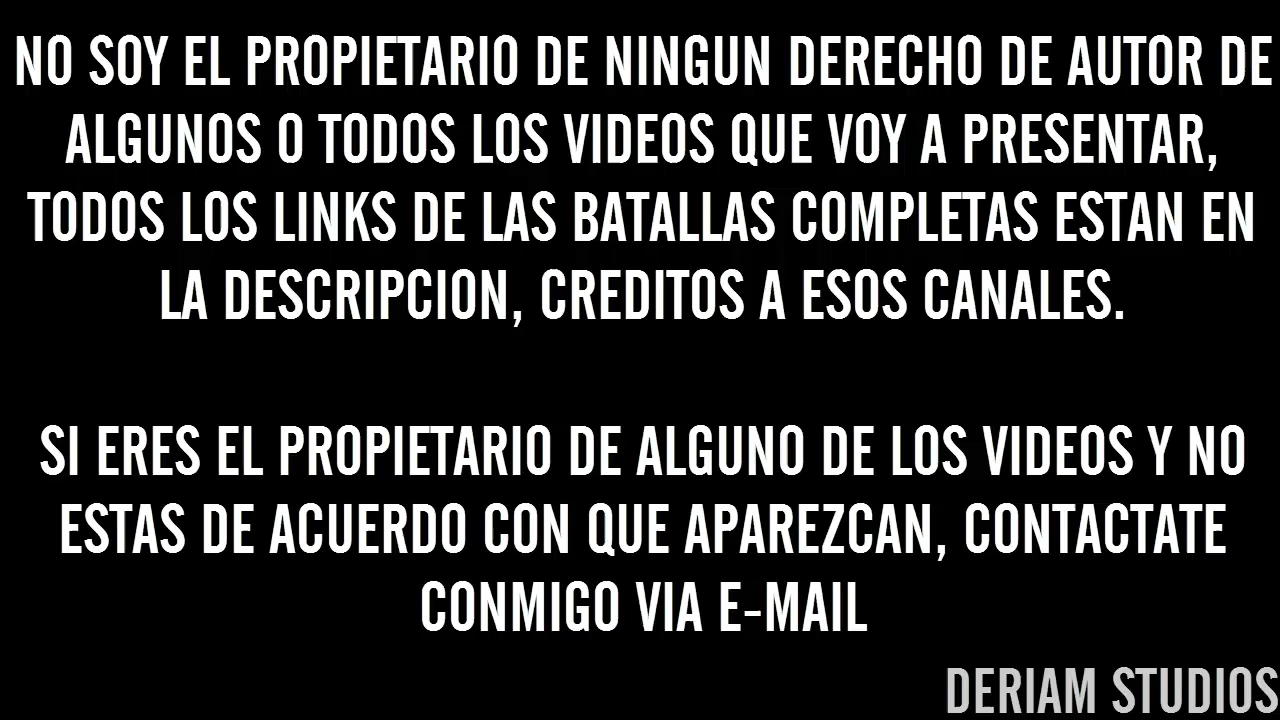 NO SOY EL PROPIETARIO DE NINGUN DERECHO DE AUTOR DE
ALGUNOS O TODOS LOS VIDEOS QUE VOY A PRESENTAR,
TODOS LOS LINKS DE LAS BATALLAS COMPLETAS ESTAN EN
LA DESCRIPCION, CREDITOS A ESOS CANALES.
SI ERES EL PROPIETARIO DE ALGUNO DE LOS VIDEOS Y NO
ESTAS DE ACUERDO CON QUE APAREZCAN, CONTACTATE
CONMIGO VIA E-MAIL
DERIAM STUDIOS